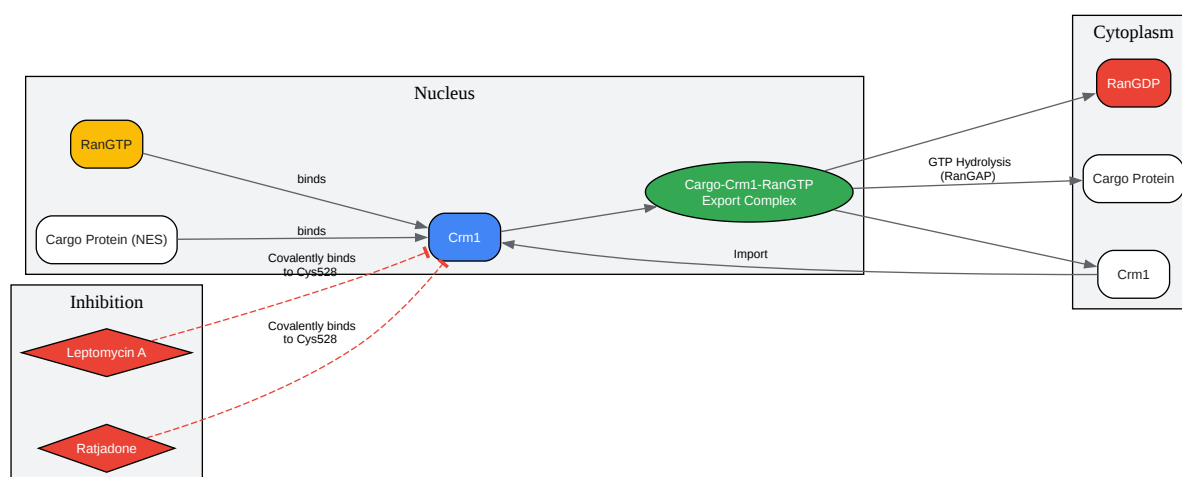 Cytoplasm
RanGDP
Nucleus
RanTGP
binds
Cargo Protein (NES)
binds
Crm1
Cargo-Crm1-RanGTP
Export Complex
GTP Hydrolysis
(RanGAP)
Cargo Protein
Import
Crm1
Covalently binds
to Cys528
Inhibition
Leptomycin A
Covalently binds
to Cys528
Ratjadone